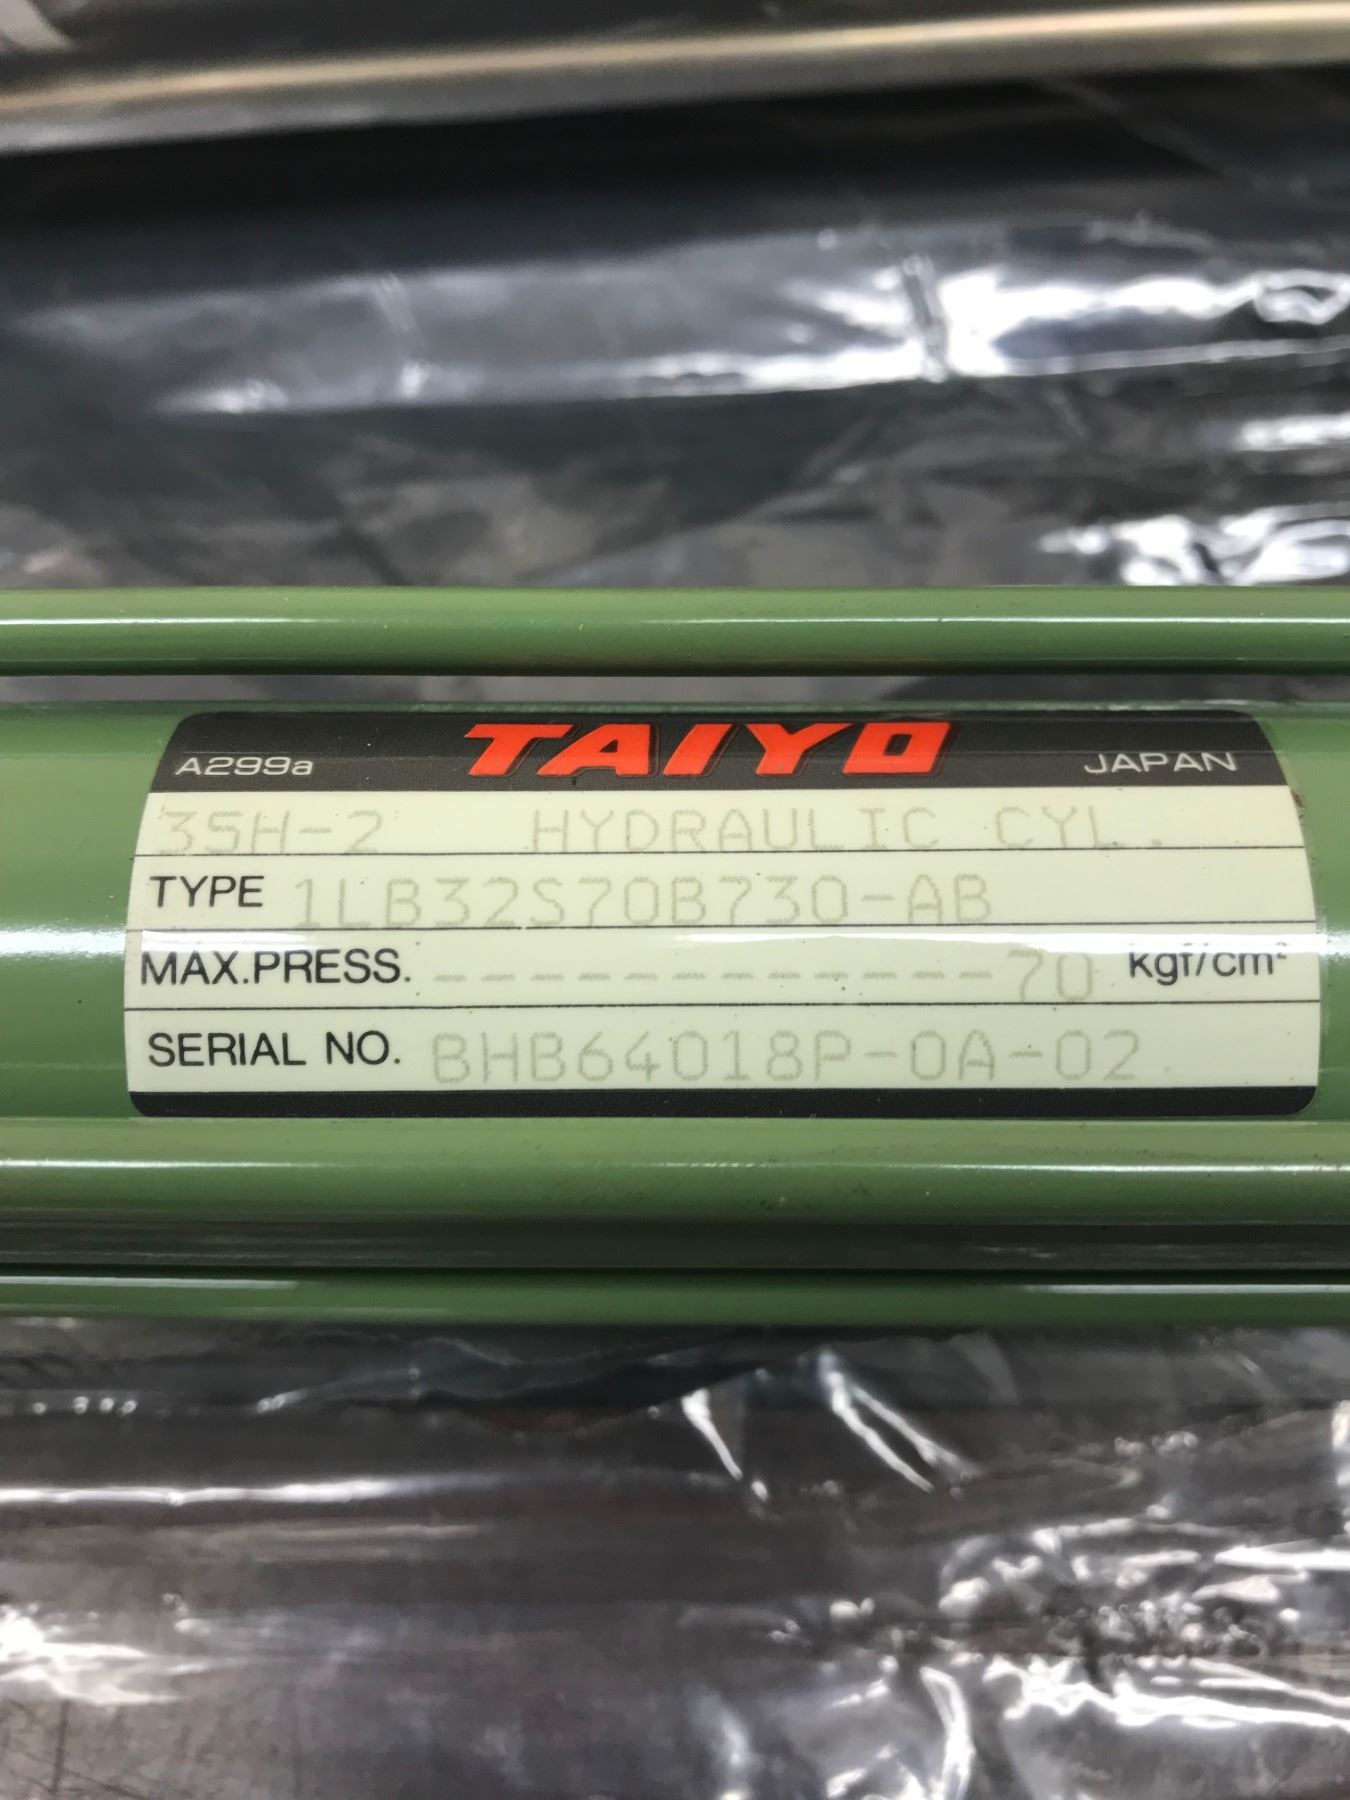 TAIYO
A299a JAPAN
35H-2 HYDRAULIC CYL.
TYPE 1LB32S70B730-AB
MAX.PRESS. -------------70 Kgf/cm²
SERIAL NO. BHB64018P-0A-02